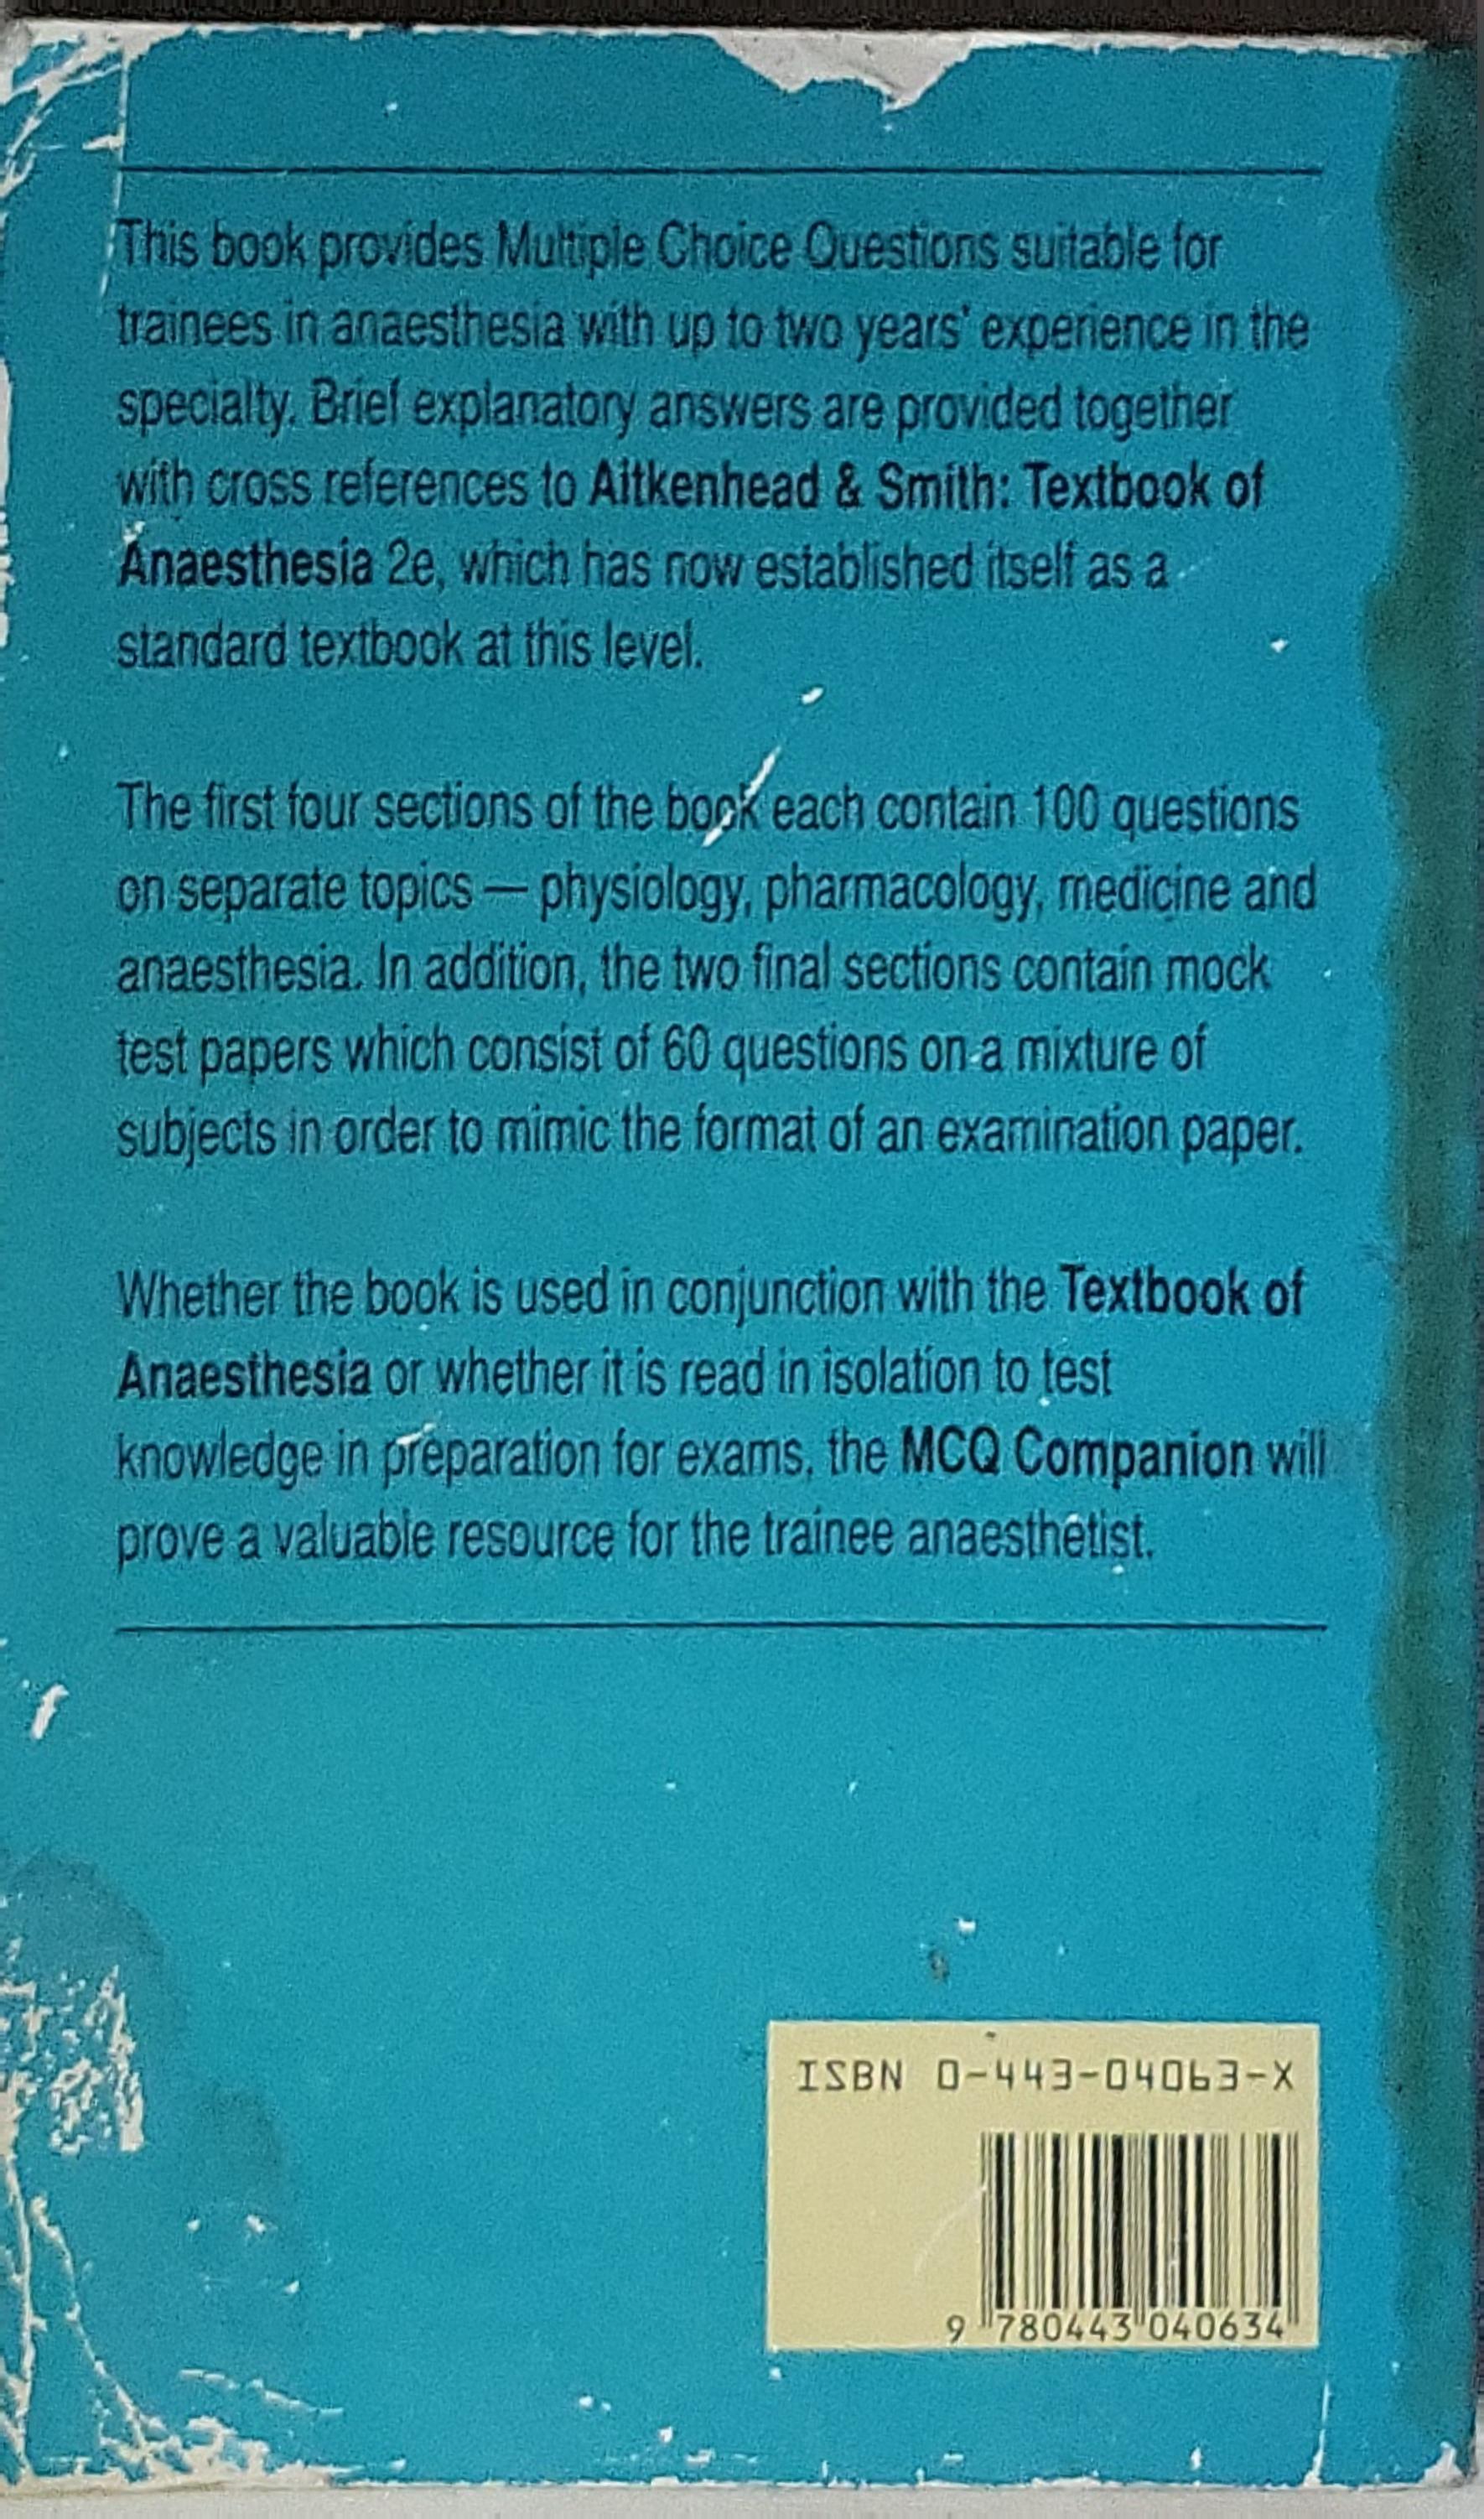 This book provides Multiple Choice Questions suitable for
trainees in anaesthesia with up to two years' experience in the
specialty. Brief explanatory answers are provided together
with cross references to Aitkenhead & Smith: Textbook of
Anaesthesia 2e, which has now established itself as a
standard textbook at this level.
The first four sections of the book each contain 100 questions
on separate topics — physiology, pharmacology, medicine and
anaesthesia. In addition, the two final sections contain mock
test papers which consist of 60 questions on a mixture of
subjects in order to mimic the format of an examination paper.
Whether the book is used in conjunction with the Textbook of
Anaesthesia or whether it is read in isolation to test
knowledge in preparation for exams, the MCQ Companion will
prove a valuable resource for the trainee anaesthetist.
ISBN 0-443-04063-X
9 780443 040634